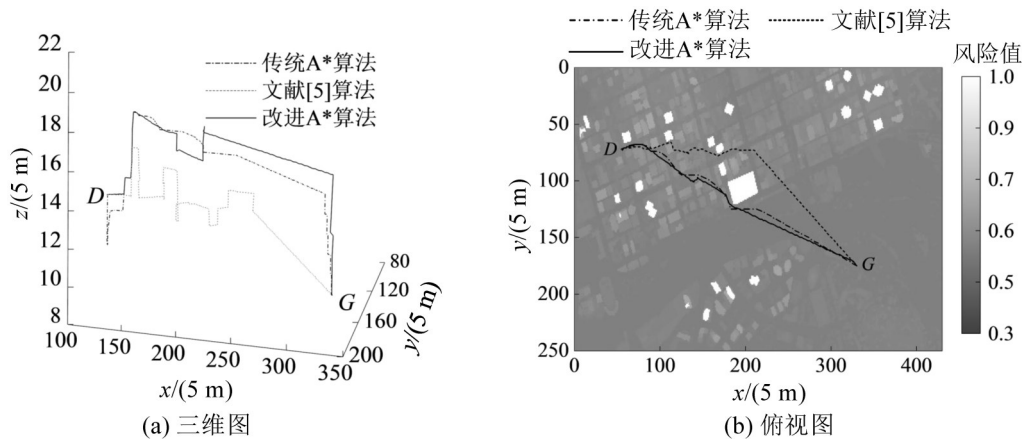 22
20
18
16
14
12
10
8
z/(5 m)
传统A*算法
文献[5]算法
改进A*算法
D
G
80
120
160
200
y/(5 m)
100
150
200
250
300
350
x/(5 m)
(a) 三维图
传统A*算法
文献[5]算法
改进A*算法
风险值
0
50
100
150
200
250
y/(5 m)
D
G
0
100
200
300
400
x/(5 m)
1.0
0.9
0.6
0.7
0.5
0.4
0.3
(b) 俯视图